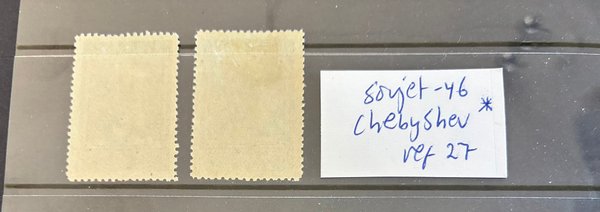 sovjet-46
Chebyshev *
ref 27